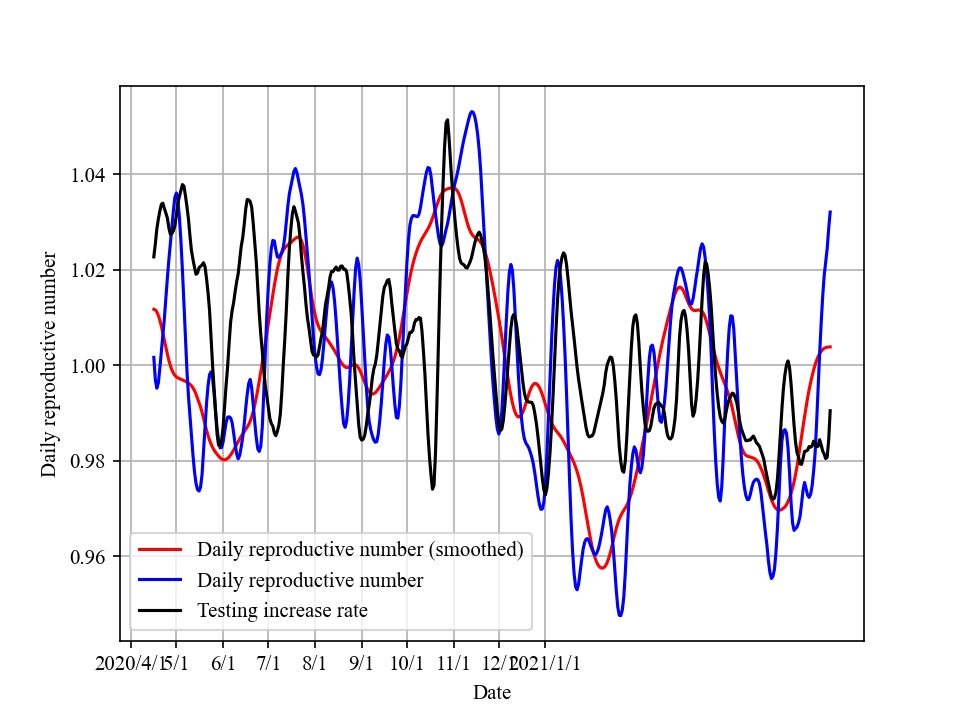 Daily reproductive number
1.04
1.02
1.00
0.98
0.96
Daily reproductive number (smoothed)
Daily reproductive number
Testing increase rate
2020/4/1 5/1 6/1 7/1 8/1 9/1 10/1 11/1 12/1 2021/1/1
Date